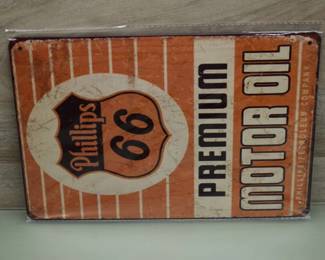 Phillips
66
PREMIUM
MOTOR OIL
PHILLIPS PETROLEUM COMPANY